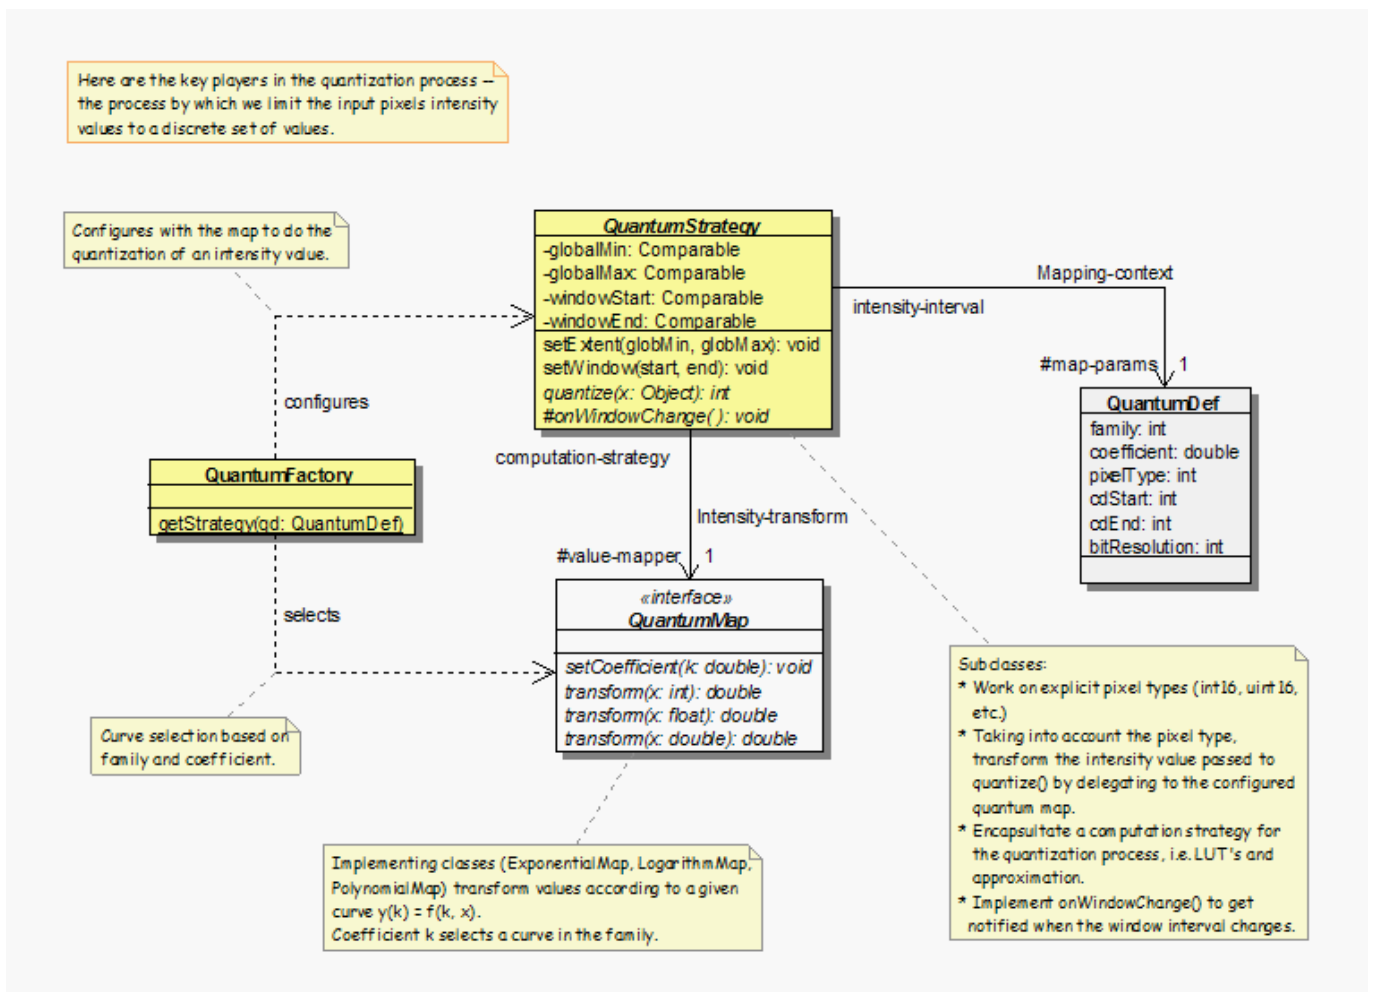 Here are the key players in the quantization process --
the process by which we limit the input pixels intensity
values to a discrete set of values.
Configures with the map to do the
quantization of an intensity value.
QuantumStrategy
-globalMin: Comparable
-globalMax: Comparable
-windowStart: Comparable
-windowEnd: Comparable
setExtent(globMin, globMax): void
setWindow(start, end): void
quantize(x: Object): int
#onWindowChange( ): void
Mapping-context
intensity-interval
#map-params
1
QuantumDef
family: int
coefficient: double
pixelType: int
cdStart: int
cdEnd: int
bitResolution: int
configures
QuantumFactory
getStrategy(qd: QuantumDef)
computation-strategy
Intensity-transform
#value-mapper
1
selects
«interface»
QuantumMap
setCoefficient(k: double): void
transform(x: int): double
transform(x: float): double
transform(x: double): double
Curve selection based on
family and coefficient.
Subclasses:
* Work on explicit pixel types (int16, uint16,
etc.)
* Taking into account the pixel type,
transform the intensity value passed to
quantize() by delegating to the configured
quantum map.
* Encapsultate a computation strategy for
the quantization process, i.e. LUT's and
approximation.
* Implement onWindowChange() to get
notified when the window interval changes.
Implementing classes (ExponentialMap, LogarithmMap,
PolynomialMap) transform values according to a given
curve y(k) = f(k, x).
Coefficient k selects a curve in the family.